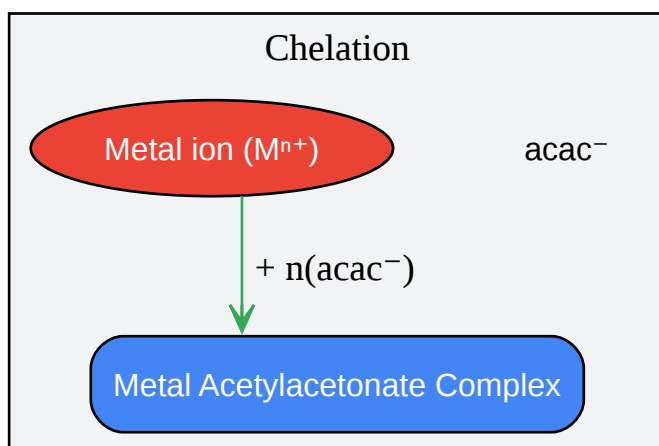 Chelation
Metal ion (Mⁿ⁺)
acac⁻
+ n(acac⁻)
Metal Acetylacetonate Complex